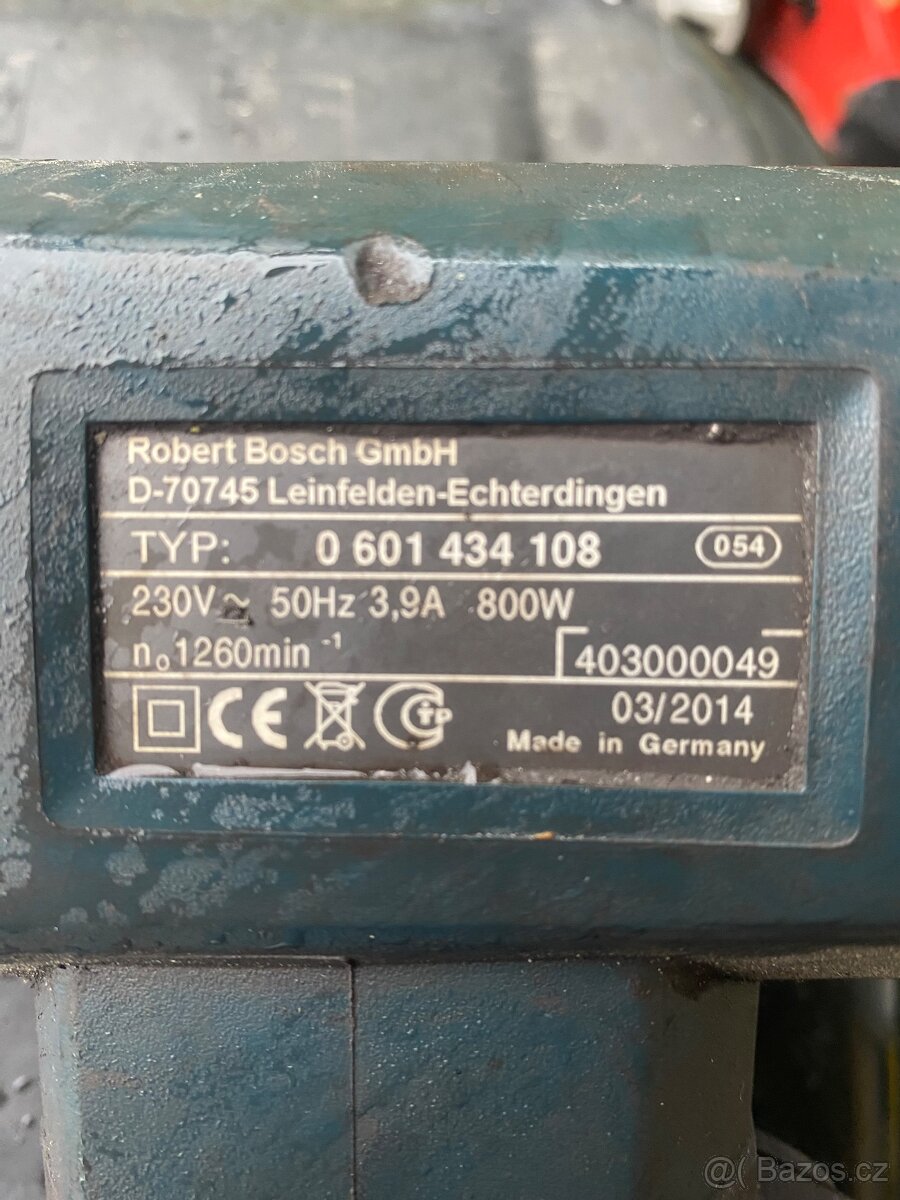 Robert Bosch GmbH
D-70745 Leinfelden-Echterdingen
TYP: 0 601 434 108 054
230V ~ 50Hz 3,9A 800W
n₀1260min⁻¹
403000049
CE
03/2014
Made in Germany
@( Bazos.cz